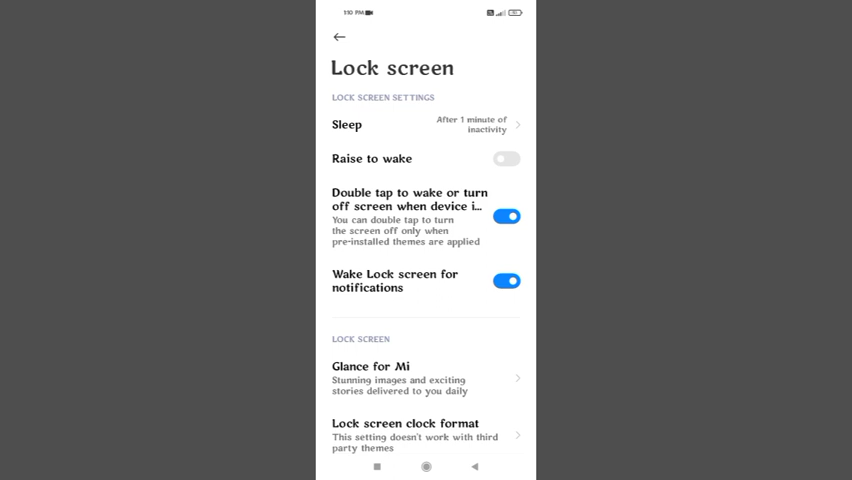 1:10 PM
Lock screen
LOCK SCREEN SETTINGS
Sleep
After 1 minute of
inactivity
Raise to wake
Double tap to wake or turn
off screen when device i...
You can double tap to turn
the screen off only when
pre-installed themes are applied
Wake Lock screen for
notifications
LOCK SCREEN
Glance for Mi
Stunning images and exciting
stories delivered to you daily
Lock screen clock format
This setting doesn't work with third
party themes